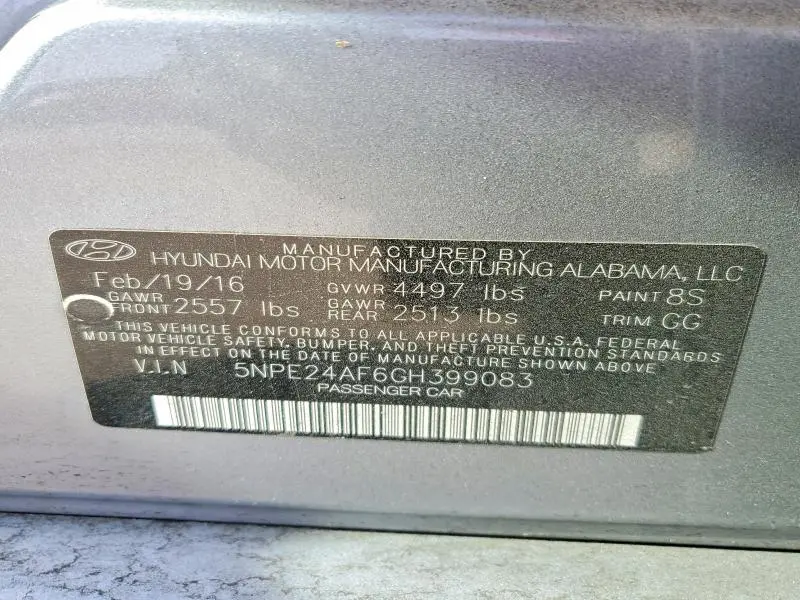 MANUFACTURED BY
HYUNDAI MOTOR MANUFACTURING ALABAMA, LLC
Feb/19/16 GVWR 4497 lbs PAINT 8S
GAWR FRONT 2557 lbs GAWR REAR 2513 lbs TRIM GG
THIS VEHICLE CONFORMS TO ALL APPLICABLE U.S.A. FEDERAL
MOTOR VEHICLE SAFETY, BUMPER, AND THEFT PREVENTION STANDARDS
IN EFFECT ON THE DATE OF MANUFACTURE SHOWN ABOVE
V.I.N 5NPE24AF6GH399083
PASSENGER CAR